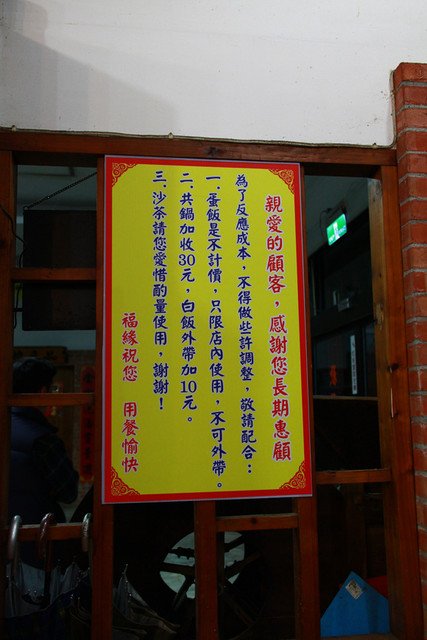 親愛的顧客，感謝您長期惠顧
為了反應成本，不得做些許調整，敬請配合：
一.蛋飯是不計價，只限店內使用，不可外帶。
二.共鍋加收30元，白飯外帶加10元。
三.沙茶請您愛惜酌量使用，謝謝！
福緣祝您 用餐愉快